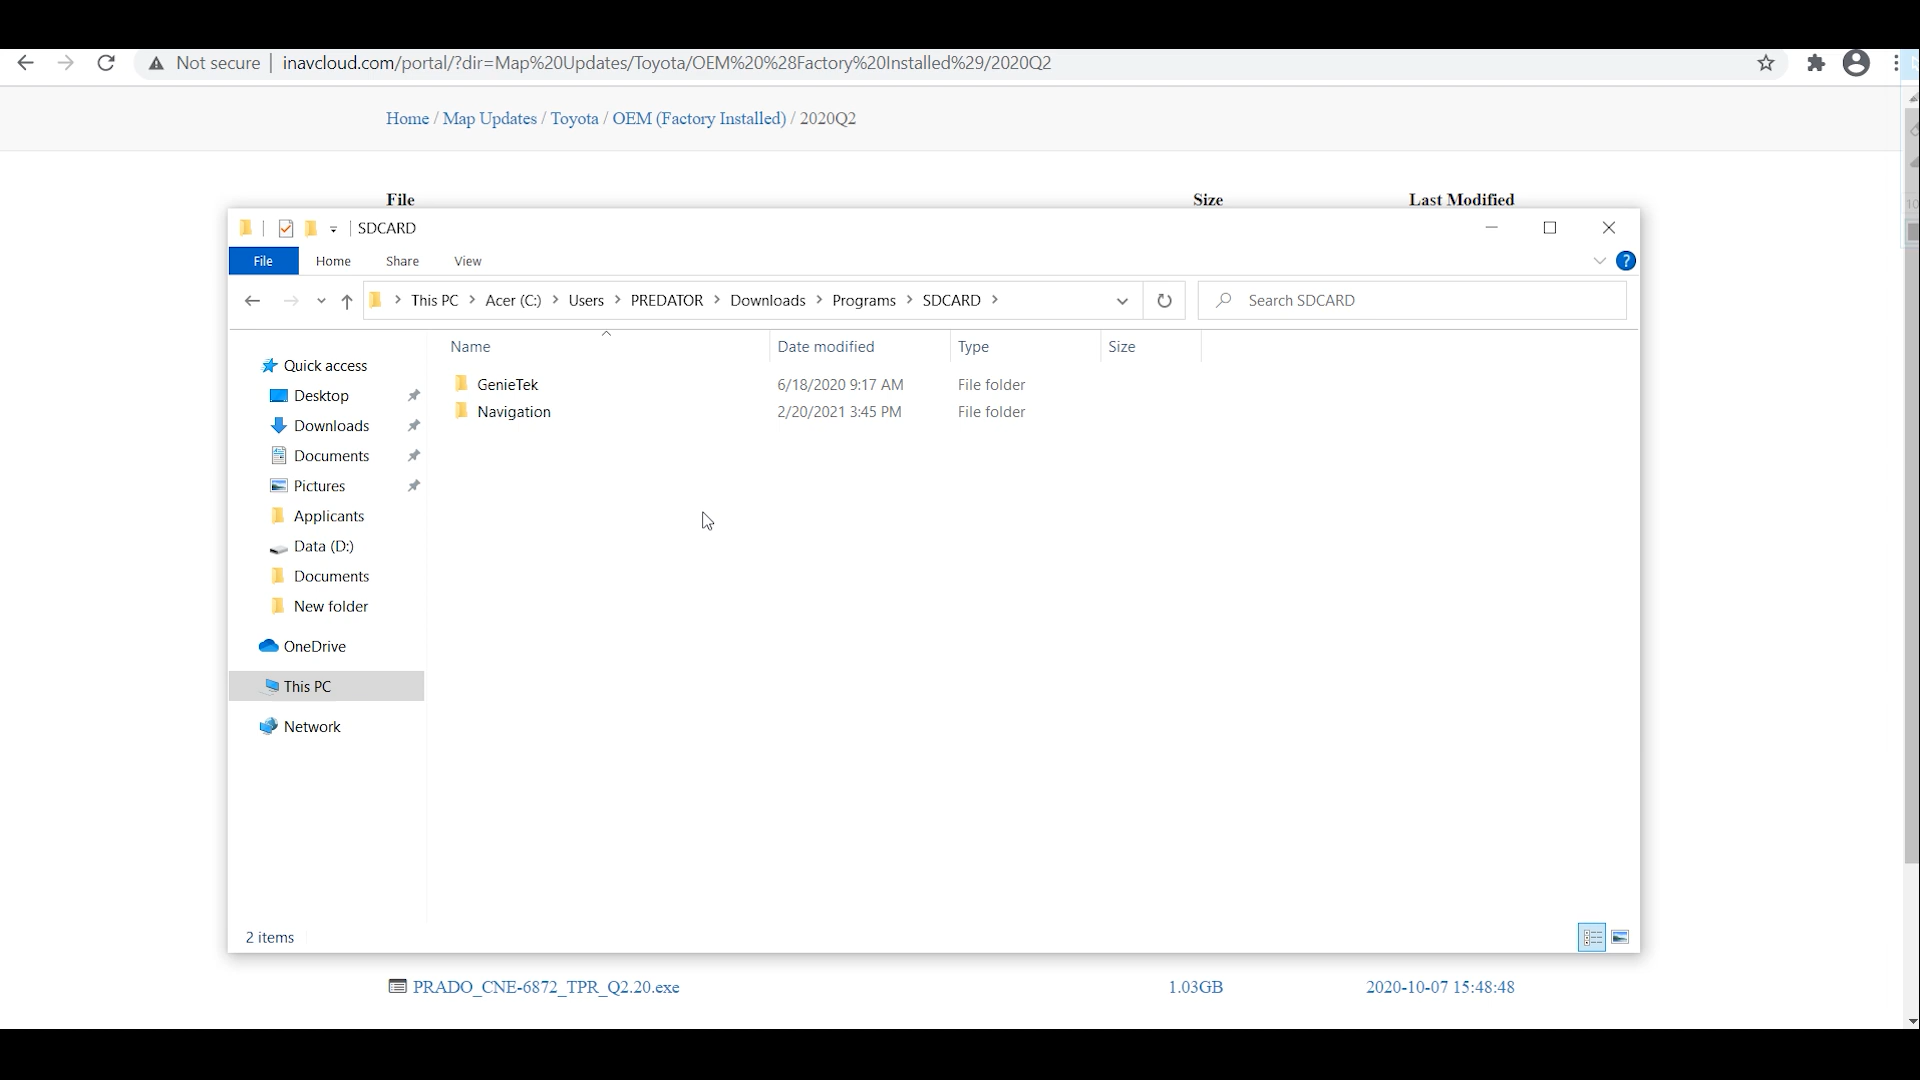 Not secure | inavcloud.com/portal/?dir=Map%20Updates/Toyota/OEM%20%28Factory%20Installed%29/2020Q2
Home / Map Updates / Toyota / OEM (Factory Installed) / 2020Q2
File Size Last Modified
SDCARD
File Home Share View
This PC > Acer (C:) > Users > PREDATOR > Downloads > Programs > SDCARD >
Search SDCARD
Name Date modified Type Size
Quick access
Desktop
Downloads
Documents
Pictures
Applicants
Data (D:)
Documents
New folder
OneDrive
This PC
Network
GenieTek 6/18/2020 9:17 AM File folder
Navigation 2/20/2021 3:45 PM File folder
2 items
PRADO_CNE-6872_TPR_Q2.20.exe 1.03GB 2020-10-07 15:48:48